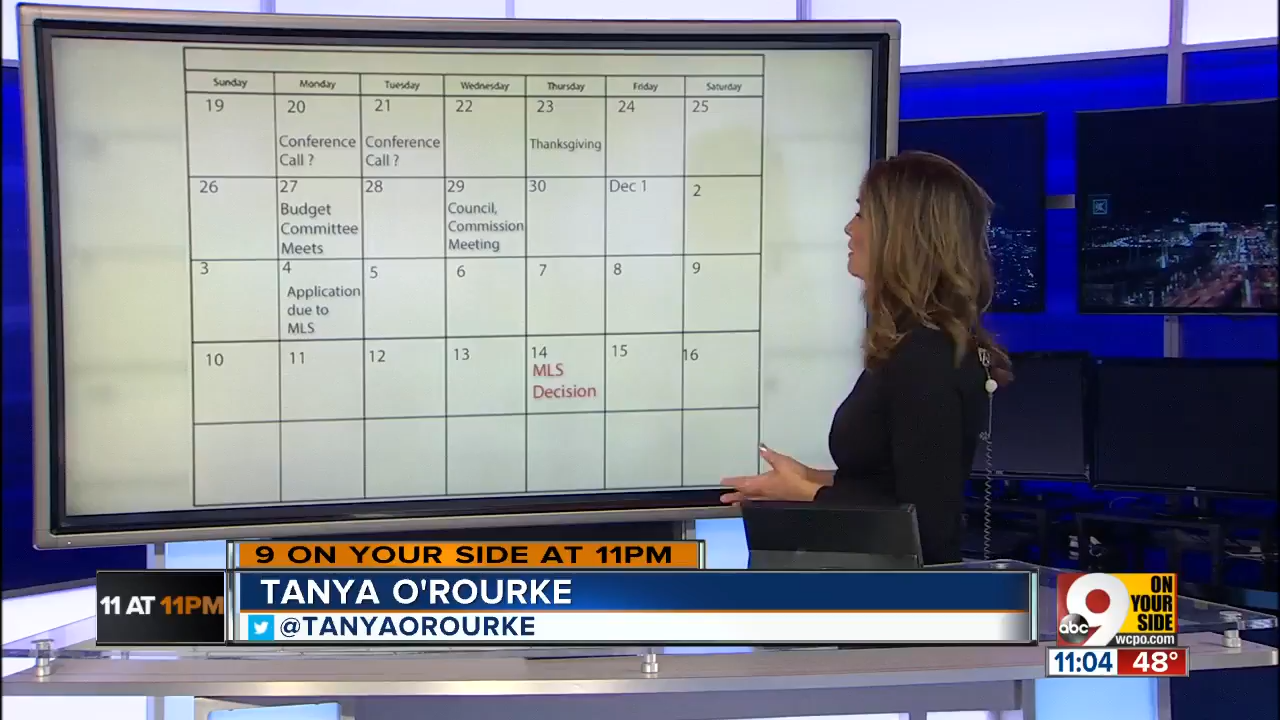 Sunday Monday Tuesday Wednesday Thursday Friday Saturday
19 20 21 22 23 24 25
Conference Conference Thanksgiving
Call ? Call ?
26 27 28 29 30 Dec 1 2
Budget Council,
Committee Commission
Meets Meeting
3 4 5 6 7 8 9
Application
due to
MLS
10 11 12 13 14 15 16
MLS
Decision
9 ON YOUR SIDE AT 11PM
11 AT 11PM
TANYA O'ROURKE
@TANYAOROURKE
abc 9 ON
YOUR
SIDE
wcpo.com
11:04 48°